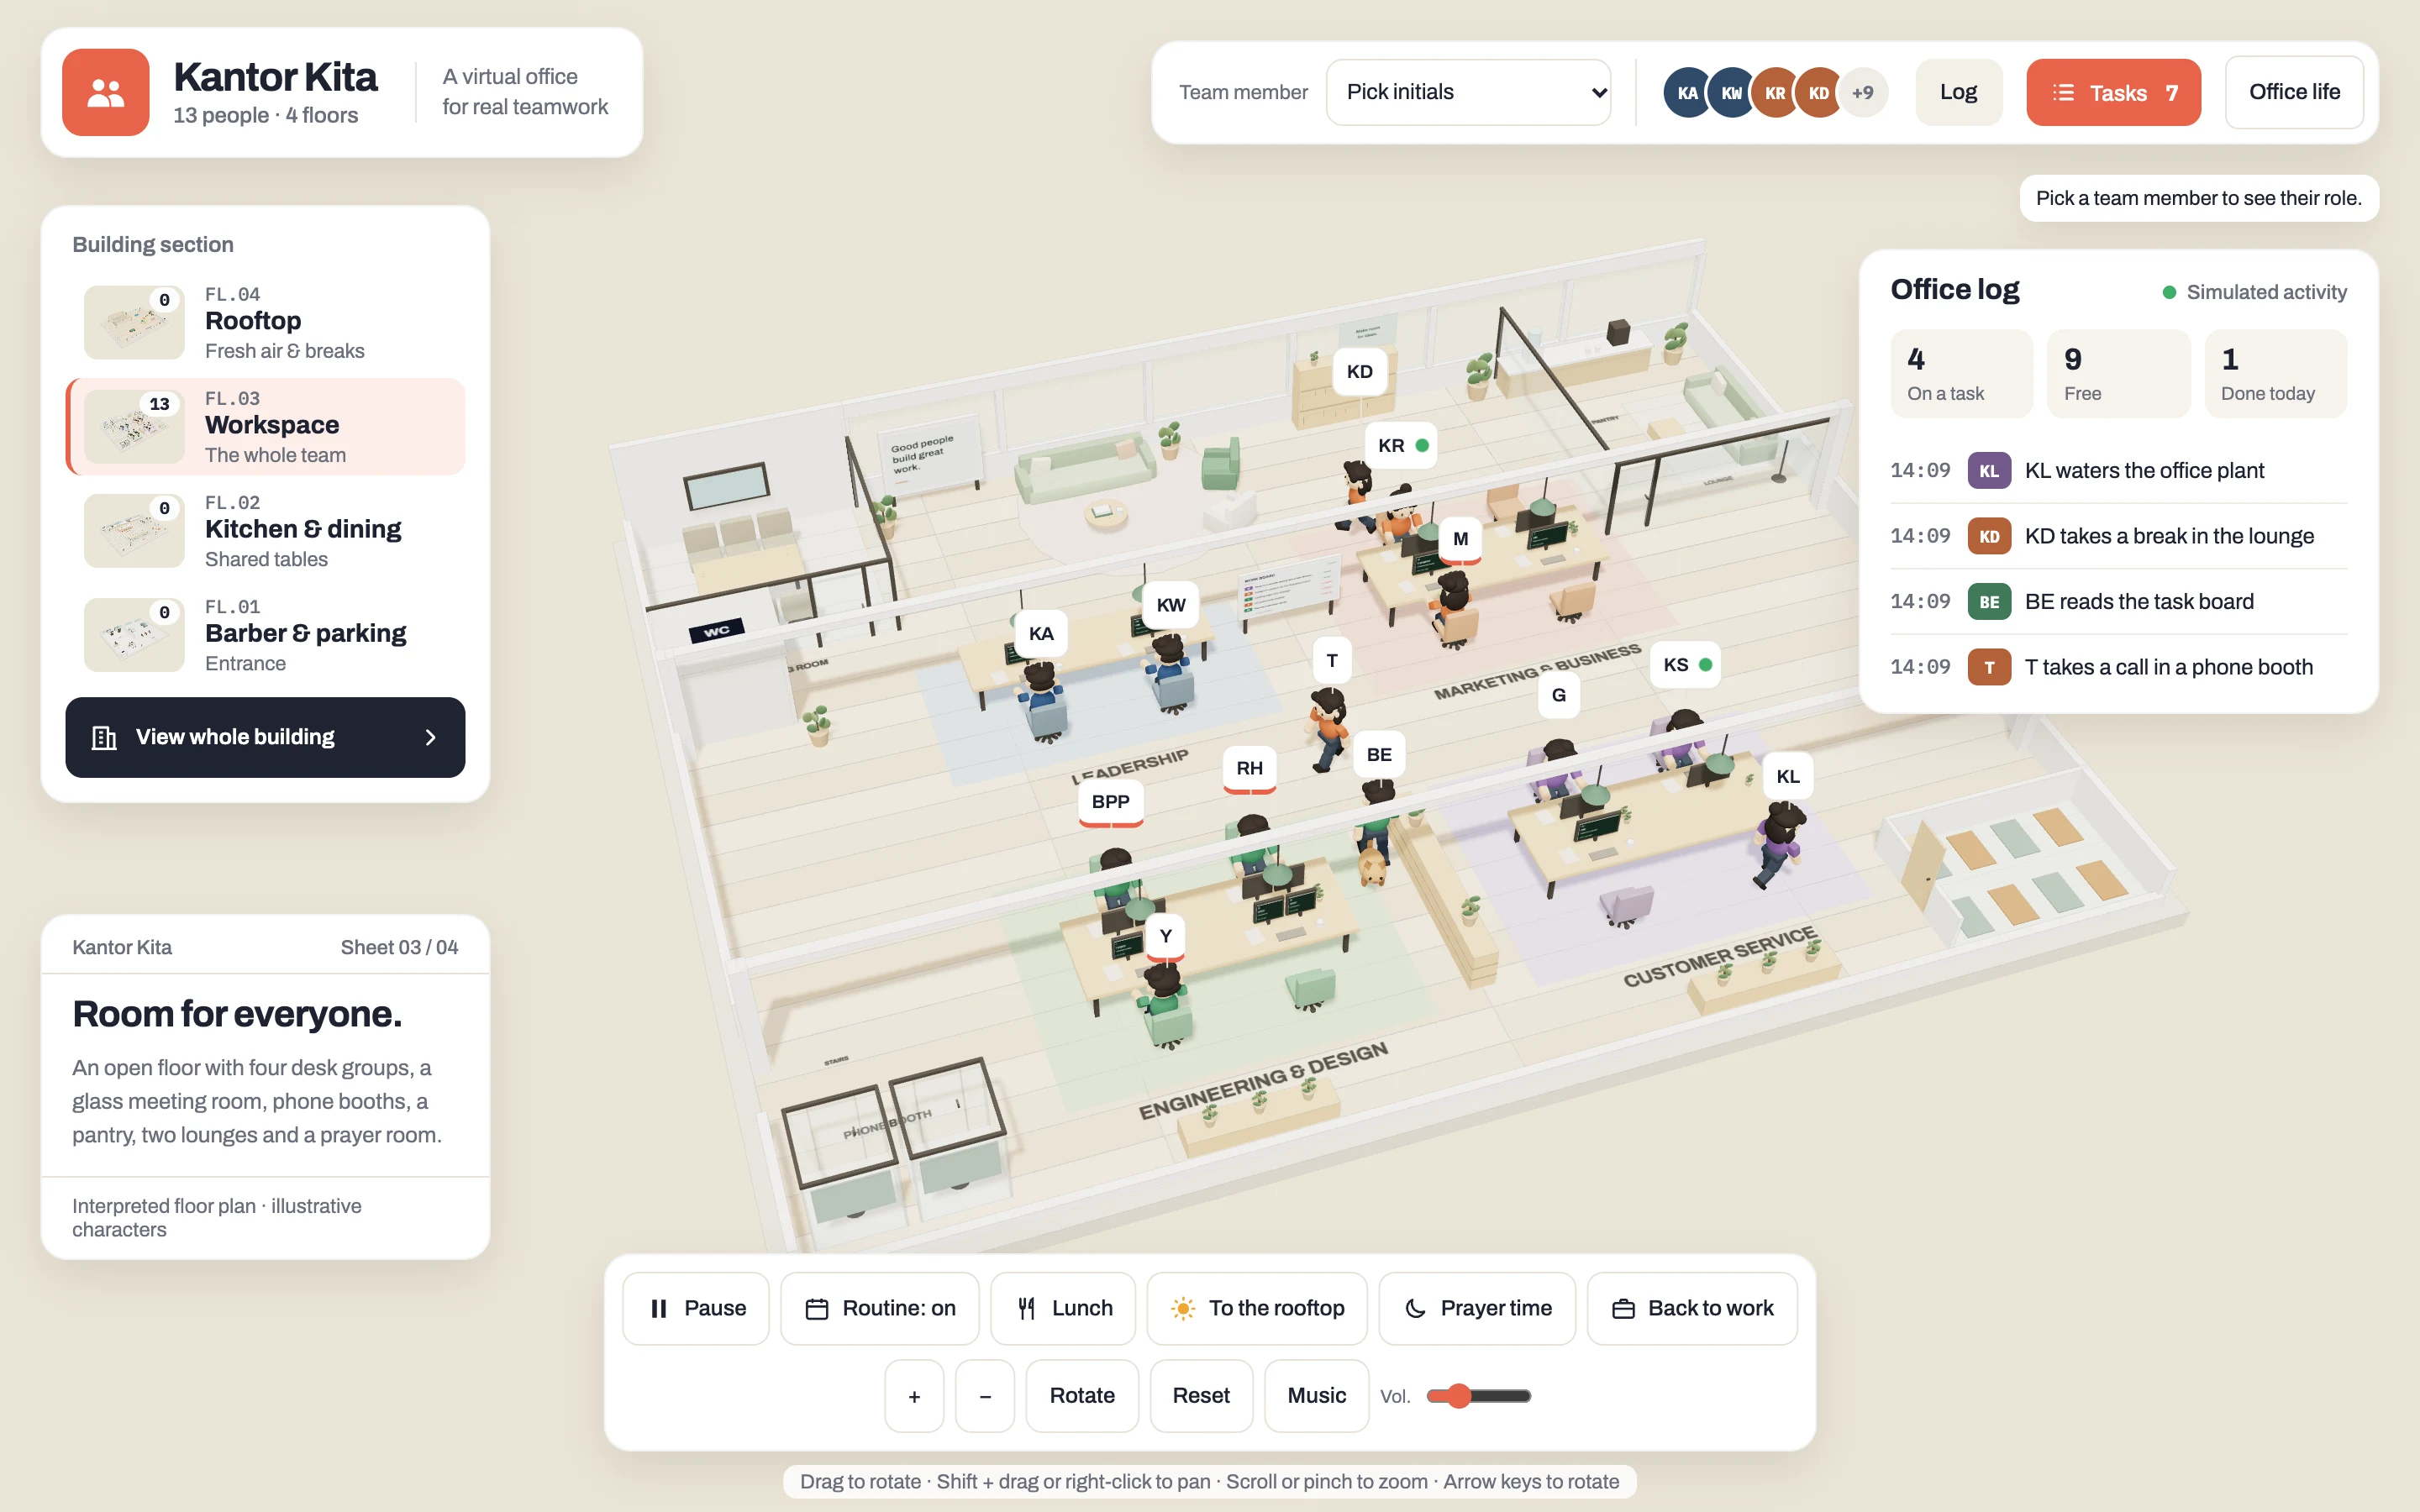 Kantor Kita
13 people · 4 floors
A virtual office
for real teamwork
Team member
Pick initials
KA
KW
KR
KD
+9
Log
Tasks 7
Office life
Pick a team member to see their role.
Building section
0
FL.04
Rooftop
Fresh air & breaks
13
FL.03
Workspace
The whole team
0
FL.02
Kitchen & dining
Shared tables
0
FL.01
Barber & parking
Entrance
View whole building
Kantor Kita
Sheet 03 / 04
Room for everyone.
An open floor with four desk groups, a
glass meeting room, phone booths, a
pantry, two lounges and a prayer room.
Interpreted floor plan · illustrative
characters
Office log
Simulated activity
4
On a task
9
Free
1
Done today
14:09 KL KL waters the office plant
14:09 KD KD takes a break in the lounge
14:09 BE BE reads the task board
14:09 T T takes a call in a phone booth
Good people
build great
work.
KD
KR
M
PANTRY
LOUNGE
WC
KA
KW
T
KS
G
MARKETING & BUSINESS
LEADERSHIP
BPP
RH
BE
KL
Y
CUSTOMER SERVICE
ENGINEERING & DESIGN
STAIRS
PHONE BOOTH
Pause
Routine: on
Lunch
To the rooftop
Prayer time
Back to work
+
−
Rotate
Reset
Music
Vol.
Drag to rotate · Shift + drag or right-click to pan · Scroll or pinch to zoom · Arrow keys to rotate